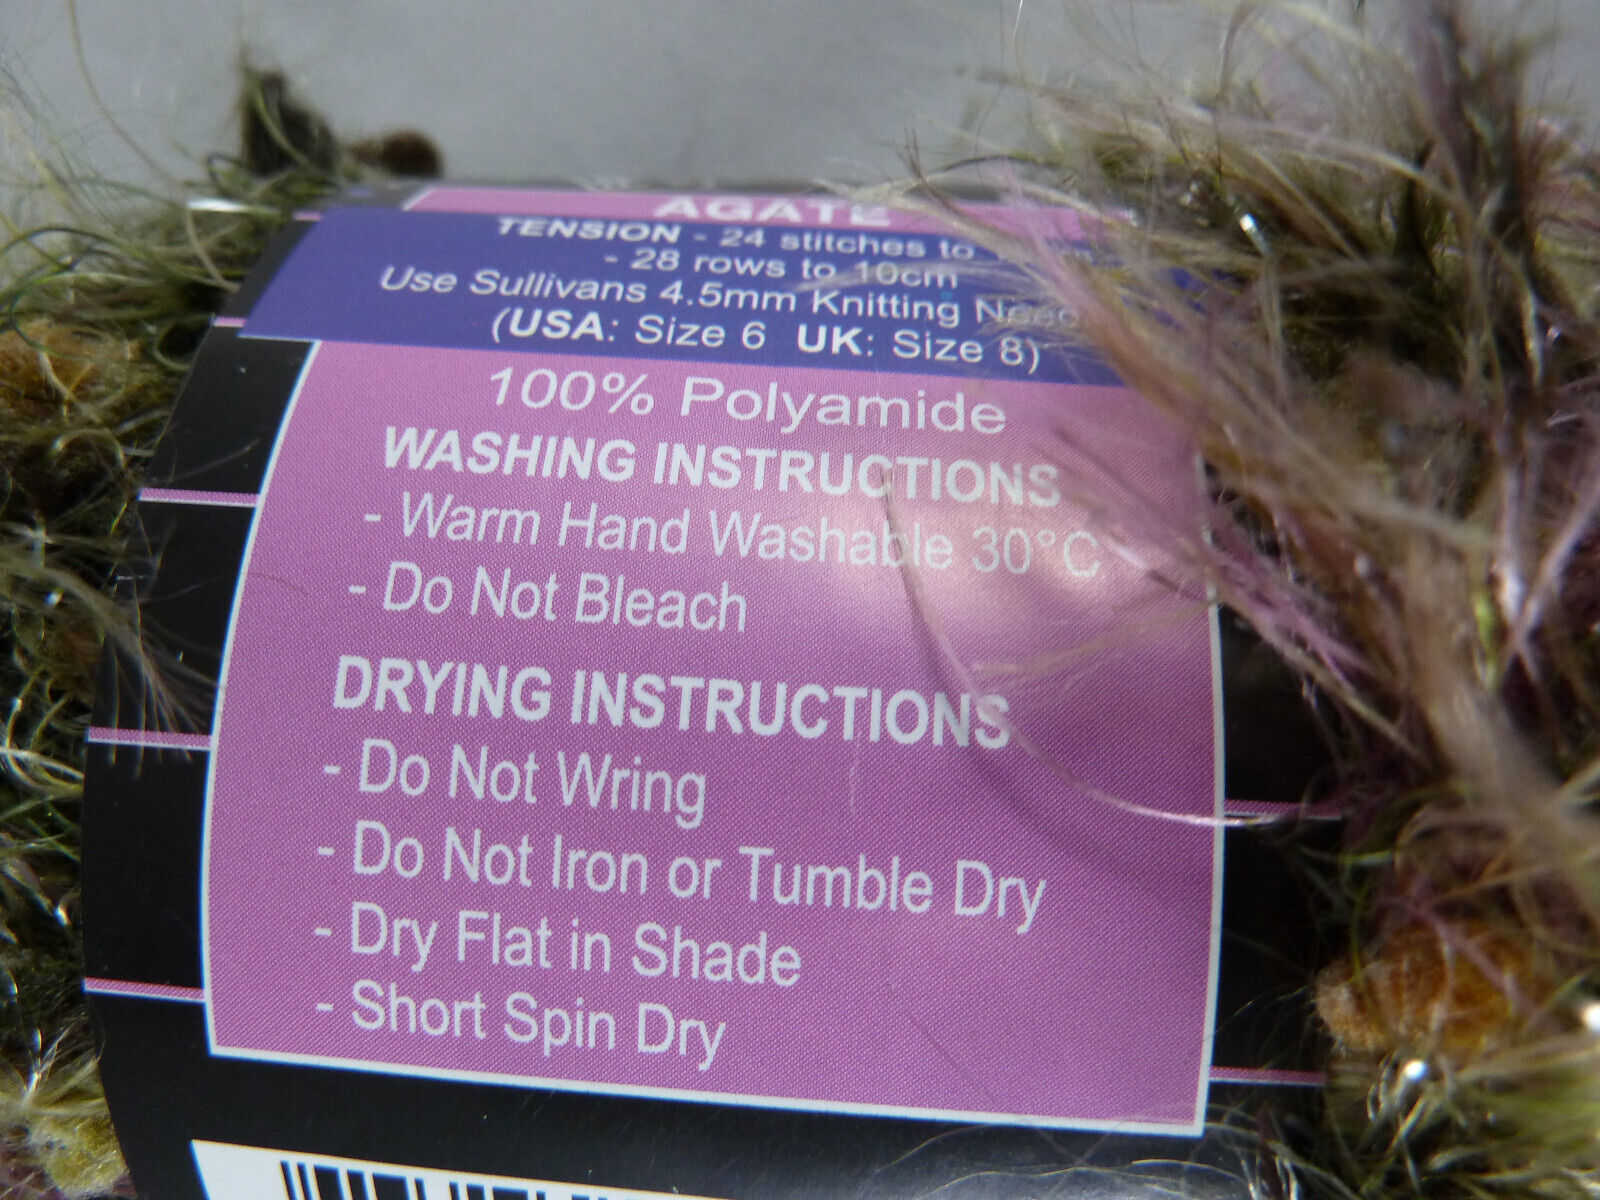 AGATE
TENSION - 24 stitches to
- 28 rows to 10cm
Use Sullivans 4.5mm Knitting
(USA: Size 6 UK: Size 8)
100% Polyamide
WASHING INSTRUCTIONS
- Warm Hand Washable 30°C
- Do Not Bleach
DRYING INSTRUCTIONS
- Do Not Wring
- Do Not Iron or Tumble Dry
- Dry Flat in Shade
- Short Spin Dry